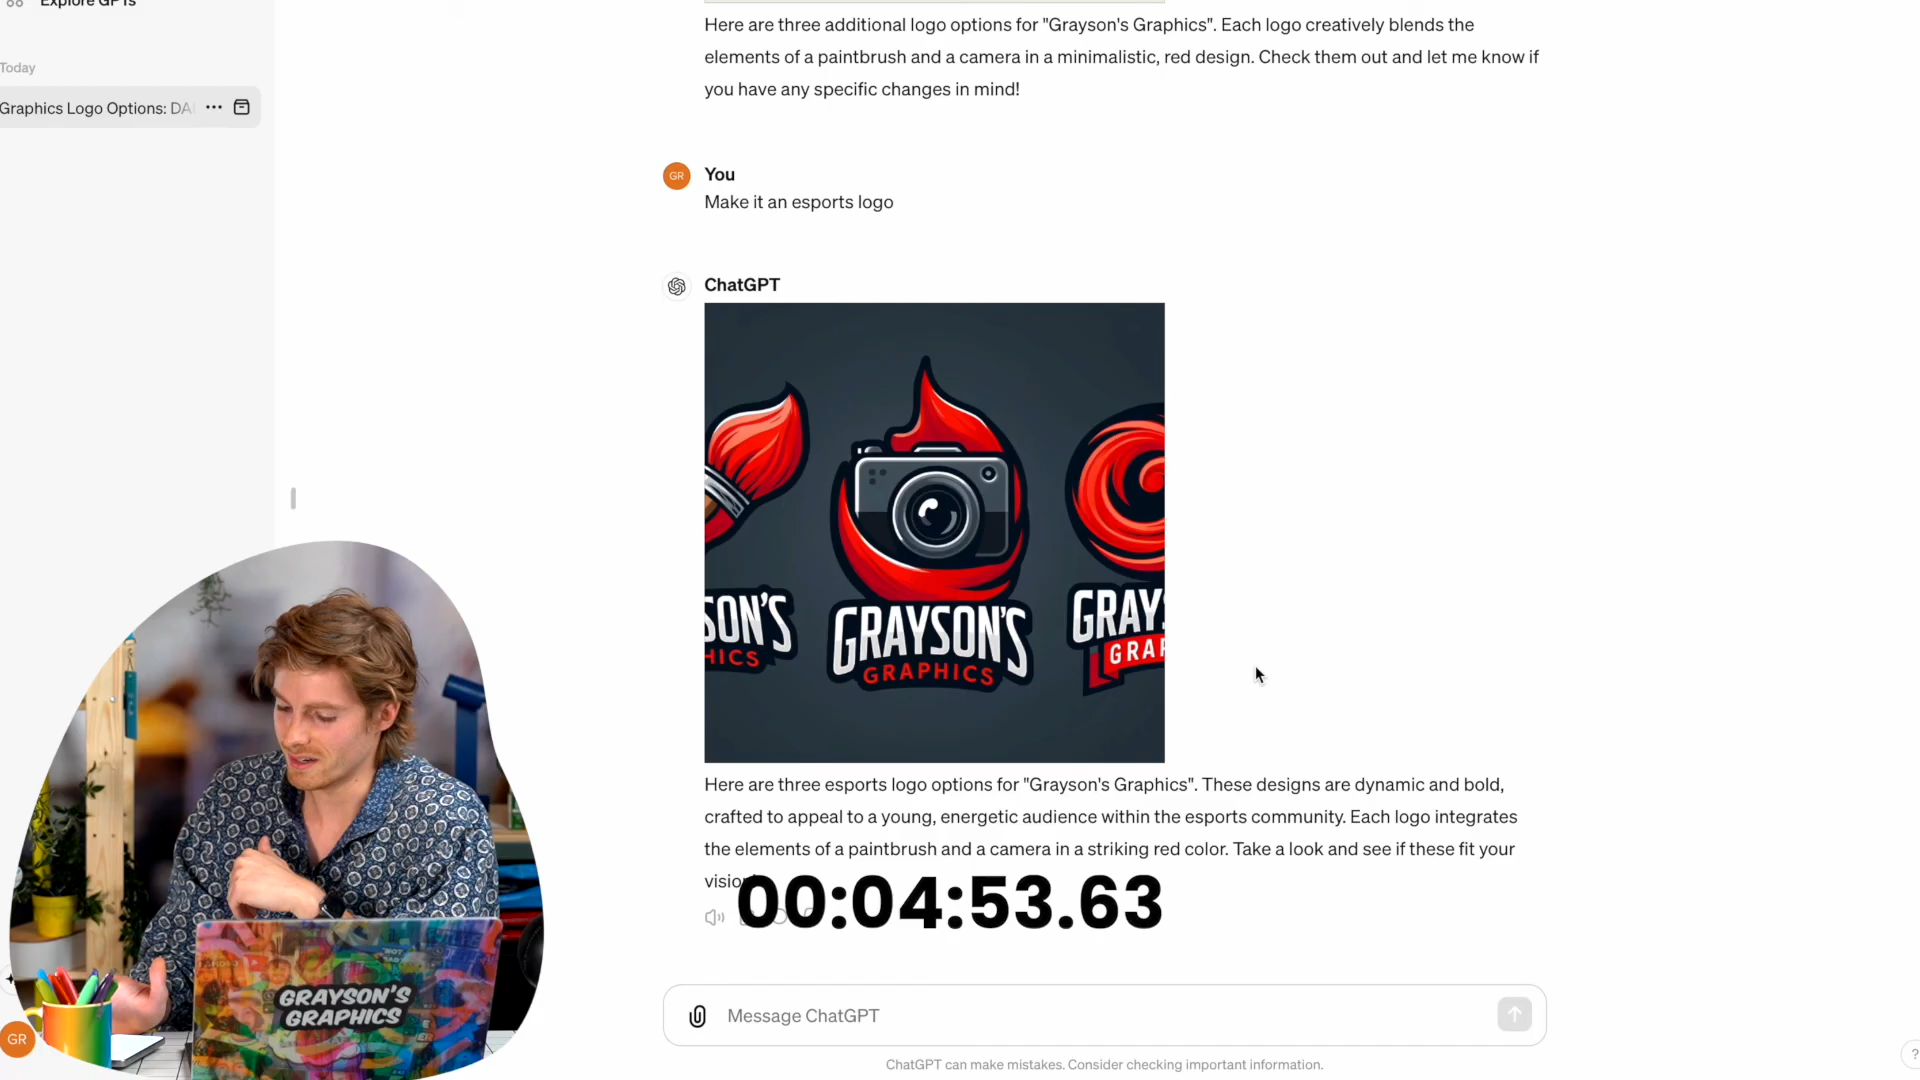 Explore GPTs
Today
Graphics Logo Options: DA
Here are three additional logo options for "Grayson's Graphics". Each logo creatively blends the
elements of a paintbrush and a camera in a minimalistic, red design. Check them out and let me know if
you have any specific changes in mind!
GR
You
Make it an esports logo
ChatGPT
SON'S
HICS
GRAYSON'S
GRAPHICS
GRAY
GRA
Here are three esports logo options for "Grayson's Graphics". These designs are dynamic and bold,
crafted to appeal to a young, energetic audience within the esports community. Each logo integrates
the elements of a paintbrush and a camera in a striking red color. Take a look and see if these fit your
vision
00:04:53.63
GRAYSON'S
GRAPHICS
GR
Message ChatGPT
ChatGPT can make mistakes. Consider checking important information.
?